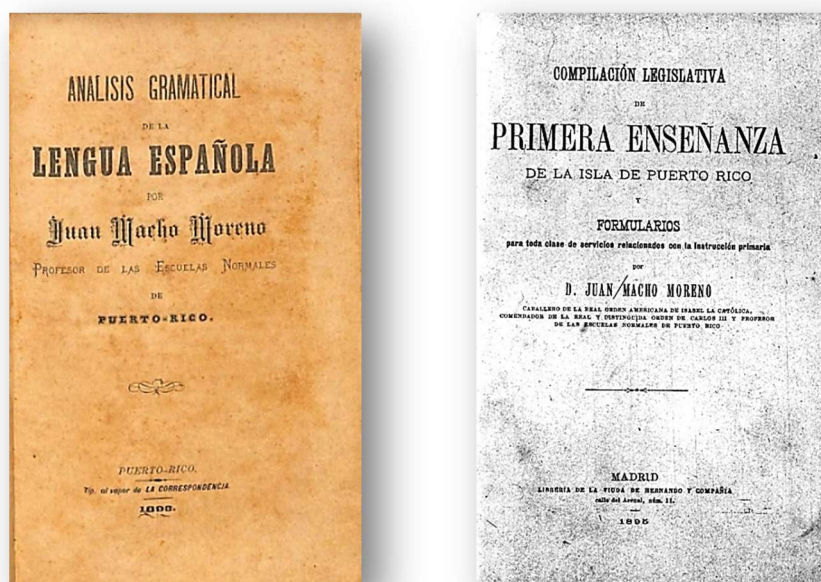 ANALISIS GRAMATICAL
DE LA
LENGUA ESPAÑOLA
POR
Juan Macho Moreno
PROFESOR DE LAS ESCUELAS NORMALES
DE
PUERTO-RICO.
PUERTO-RICO.
Tip. al vapor de LA CORRESPONDENCIA
COMPILACIÓN LEGISLATIVA
DE
PRIMERA ENSEÑANZA
DE LA ISLA DE PUERTO RICO
Y
FORMULARIOS
para toda clase de servicios relacionados con la instrucción primaria
por
D. JUAN MACHO MORENO
CABALLERO DE LA REAL ORDEN AMERICANA DE ISABEL LA CATÓLICA,
COMENDADOR DE LA REAL Y DISTINGUIDA ORDEN DE CARLOS III Y PROFESOR
DE LAS ESCUELAS NORMALES DE PUERTO RICO
MADRID
LIBRERÍA DE LA VIUDA DE HERNANDO Y COMPAÑÍA
calle del Arenal, núm. 11.
1895